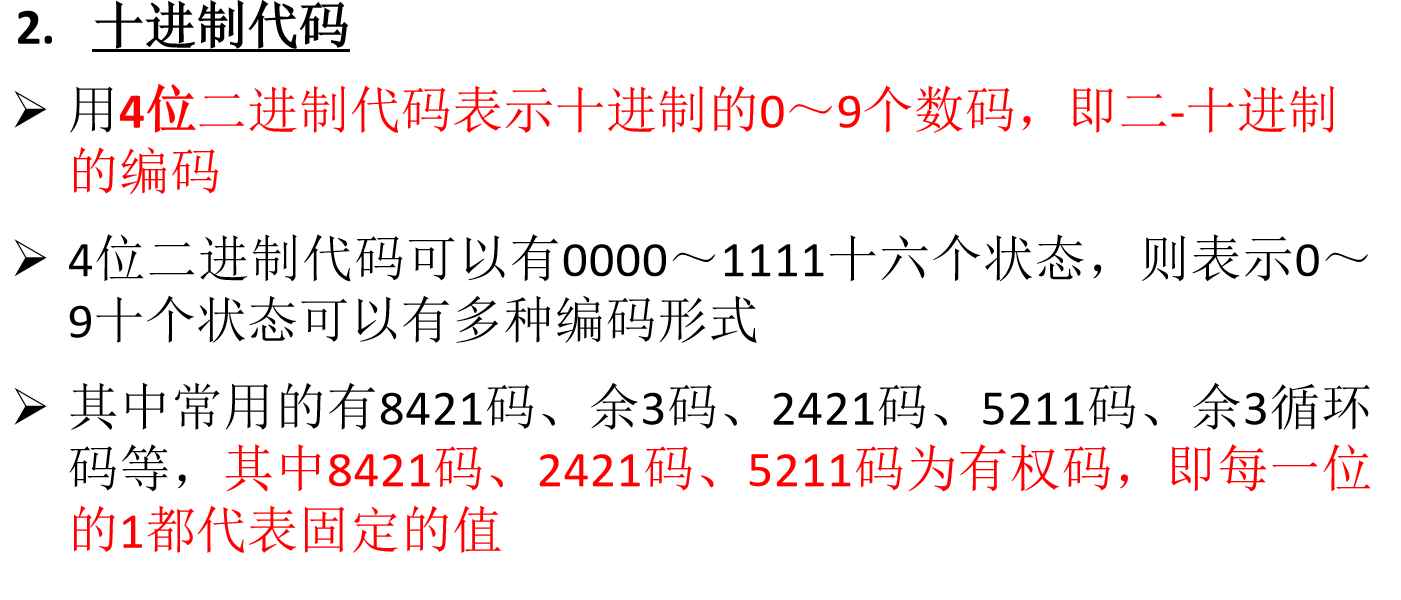 2. 十进制代码
➢ 用4位二进制代码表示十进制的0～9个数码，即二-十进制
的编码
➢ 4位二进制代码可以有0000～1111十六个状态，则表示0～
9十个状态可以有多种编码形式
➢ 其中常用的有8421码、余3码、2421码、5211码、余3循环
码等，其中8421码、2421码、5211码为有权码，即每一位
的1都代表固定的值